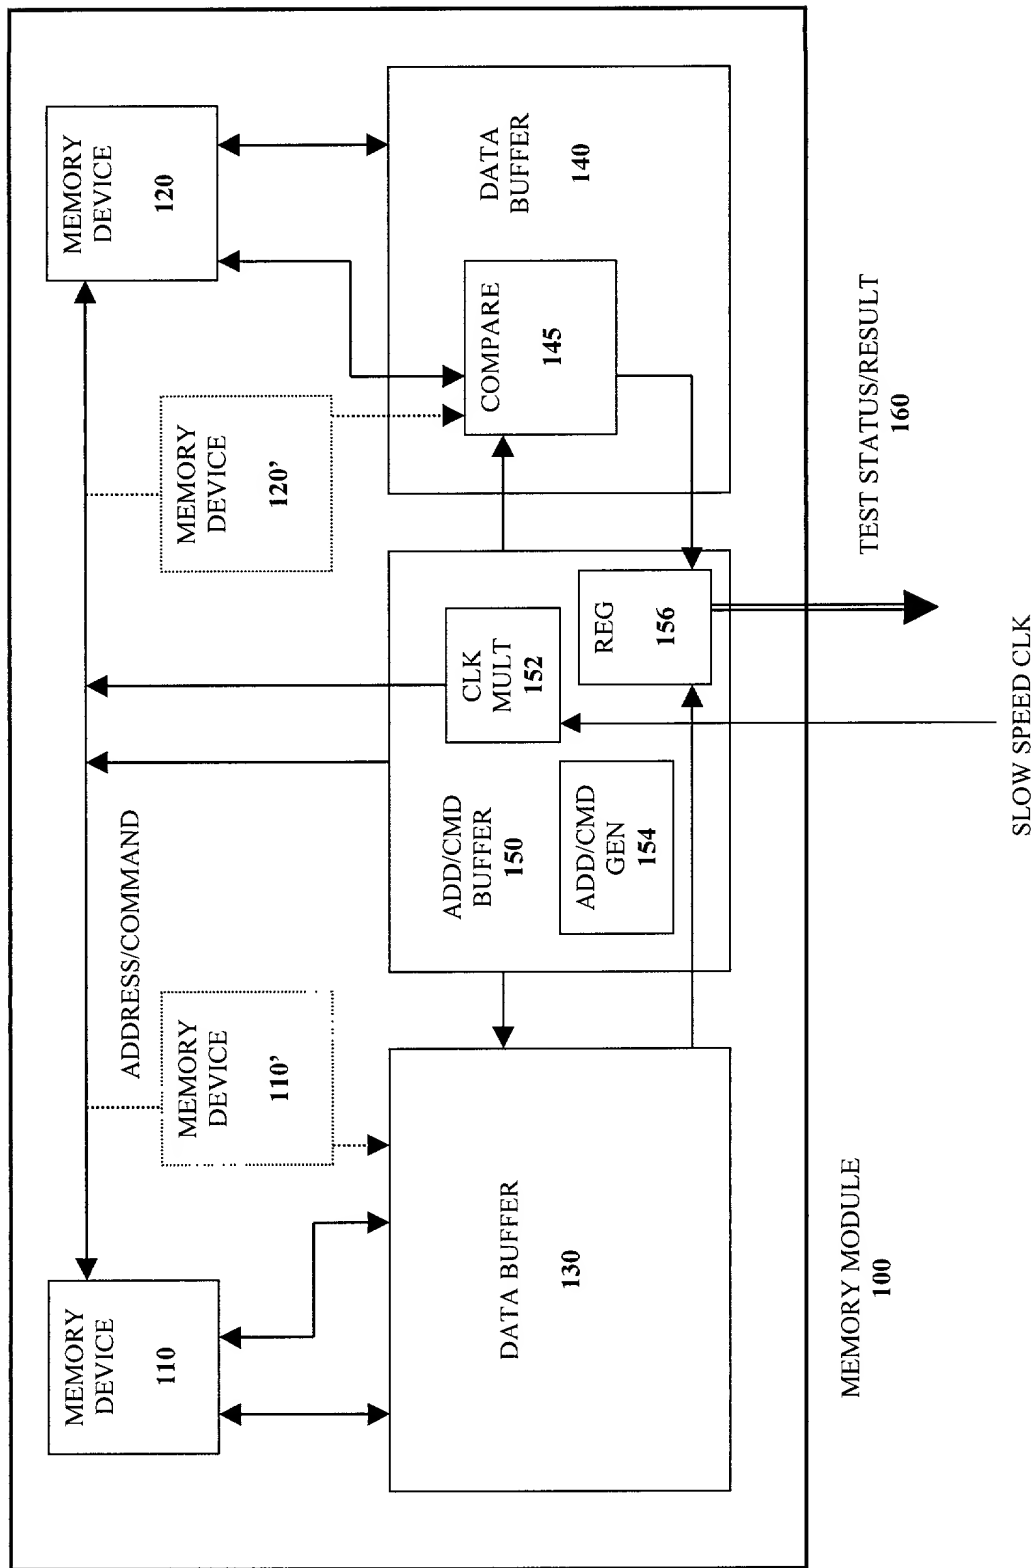 MEMORY
DEVICE
110
ADDRESS/COMMAND
MEMORY
DEVICE
120
MEMORY
DEVICE
110’
MEMORY
DEVICE
120’
DATA BUFFER
130
ADD/CMD
BUFFER
150
CLK
MULT
152
ADD/CMD
GEN
154
REG
156
COMPARE
145
DATA
BUFFER
140
MEMORY MODULE
100
SLOW SPEED CLK
TEST STATUS/RESULT
160